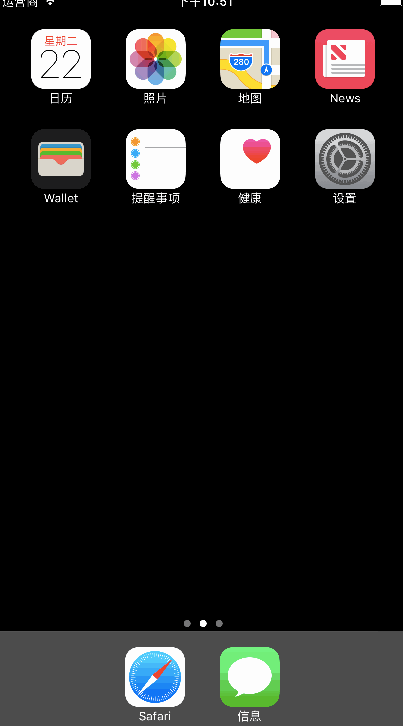 运营商 下午10:51
星期二
22
280
日历 照片 地图 News
Wallet 提醒事项 健康 设置
Safari 信息